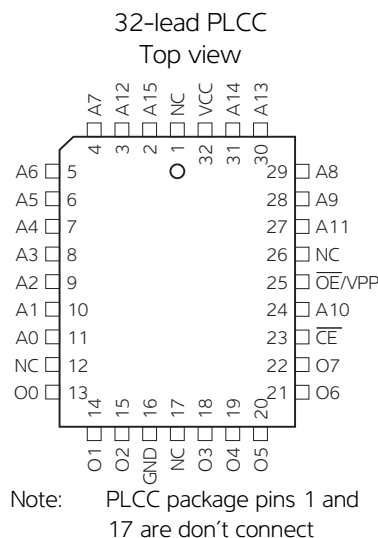 32-lead PLCC
Top view
A7 A12 A15 NC VCC A14 A13
4 3 2 1 32 31 30
A6 5 29 A8
A5 6 28 A9
A4 7 27 A11
A3 8 26 NC
A2 9 25 OE/VPP
A1 10 24 A10
A0 11 23 CE
NC 12 22 O7
O0 13 21 O6
14 15 16 17 18 19 20
O1 O2 GND NC O3 O4 O5
Note: PLCC package pins 1 and
17 are don’t connect